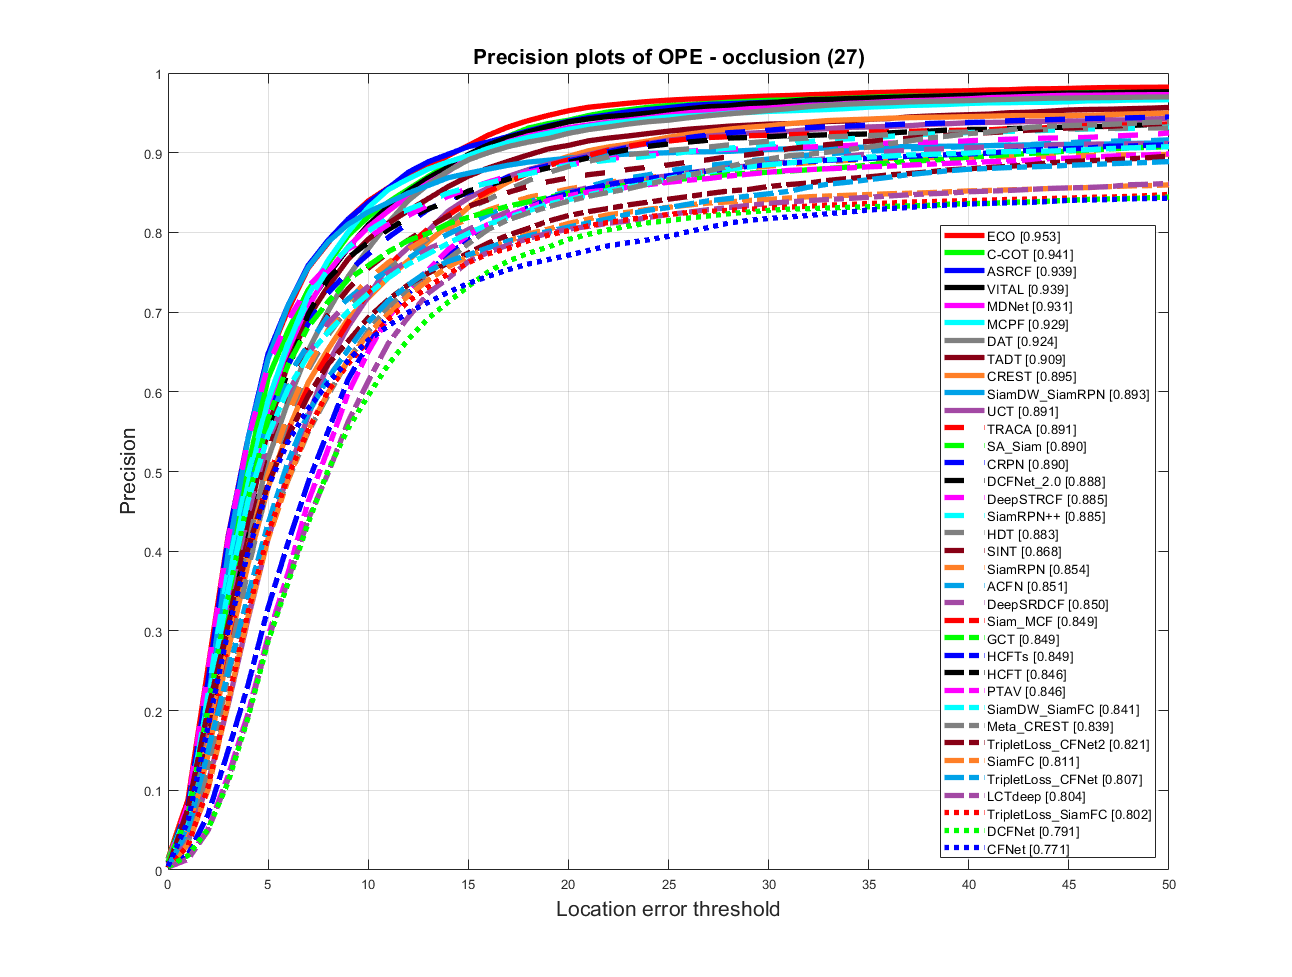 Precision plots of OPE - occlusion (27)
1
0.9
0.8
0.7
0.6
0.5
0.4
0.3
0.2
0.1
0
Precision
ECO [0.953]
C-COT [0.941]
ASRCF [0.939]
VITAL [0.939]
MDNet [0.931]
MCPF [0.929]
DAT [0.924]
TADT [0.909]
CREST [0.895]
SiamDW_SiamRPN [0.893]
UCT [0.891]
TRACA [0.891]
SA_Siam [0.890]
CRPN [0.890]
DCFNet_2.0 [0.888]
DeepSTRCF [0.885]
SiamRPN++ [0.885]
HDT [0.883]
SINT [0.868]
SiamRPN [0.854]
ACFN [0.851]
DeepSRDCF [0.850]
Siam_MCF [0.849]
GCT [0.849]
HCFTs [0.849]
HCFT [0.846]
PTAV [0.846]
SiamDW_SiamFC [0.841]
Meta_CREST [0.839]
TripletLoss_CFNet2 [0.821]
SiamFC [0.811]
TripletLoss_CFNet [0.807]
LCTdeep [0.804]
TripletLoss_SiamFC [0.802]
DCFNet [0.791]
CFNet [0.771]
0 5 10 15 20 25 30 35 40 45 50
Location error threshold